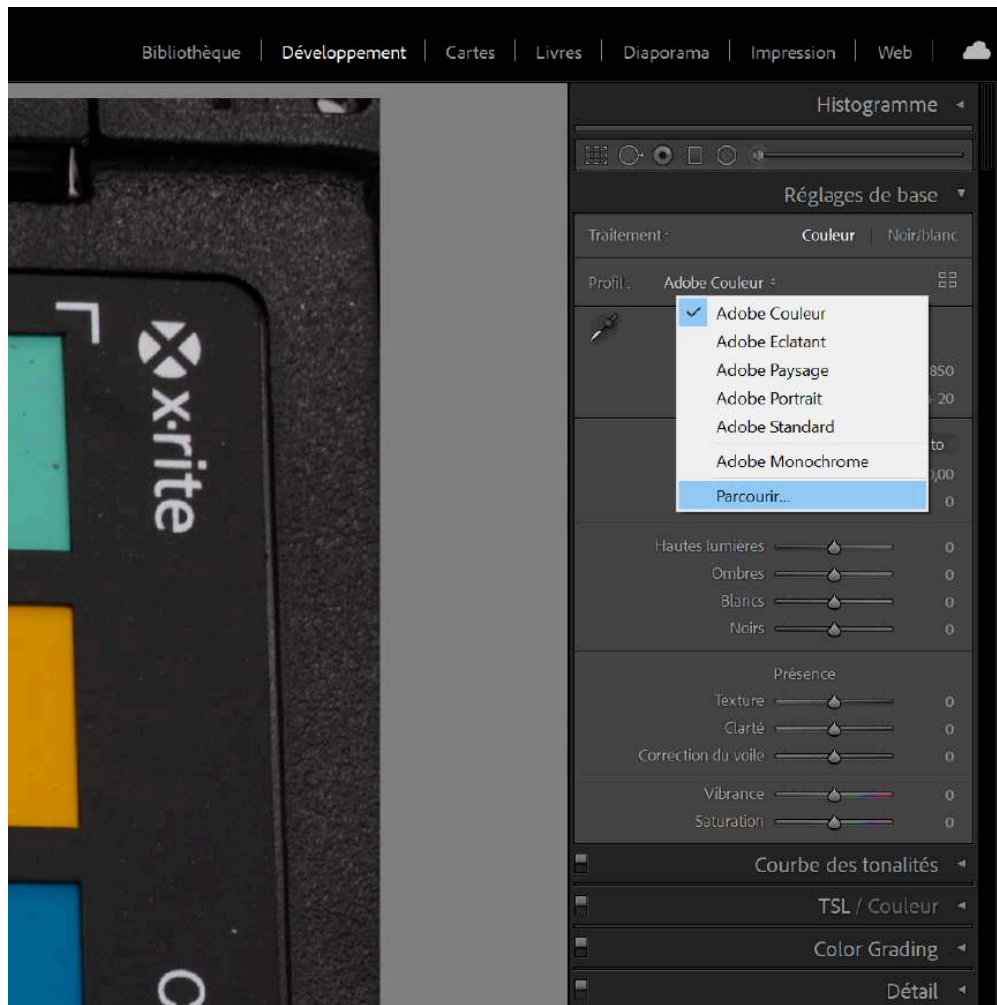 Bibliothèque | Développement | Cartes | Livres | Diaporama | Impression | Web
Histogramme
Réglages de base
Traitement : Couleur | Noir/blanc
Profil : Adobe Couleur
Adobe Couleur
Adobe Eclatant
Adobe Paysage
850
Adobe Portrait
+ 20
Adobe Standard
to
Adobe Monochrome
0,00
Parcourir...
0
Hautes lumières 0
Ombres 0
Blancs 0
Noirs 0
Présence
Texture 0
Clarté 0
Correction du voile 0
Vibrance 0
Saturation 0
Courbe des tonalités
TSL / Couleur
Color Grading
Détail
x-rite
C